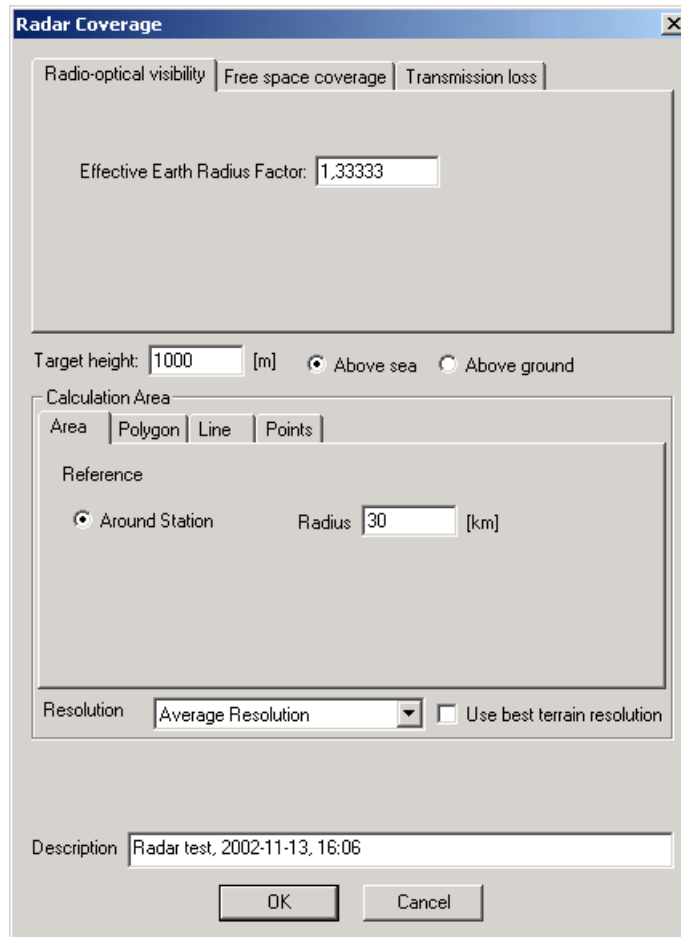 Radar Coverage
Radio-optical visibility Free space coverage Transmission loss
Effective Earth Radius Factor: 1,33333
Target height: 1000 [m] Above sea Above ground
Calculation Area
Area Polygon Line Points
Reference
Around Station Radius 30 [km]
Resolution Average Resolution Use best terrain resolution
Description Radar test, 2002-11-13, 16:06
OK Cancel